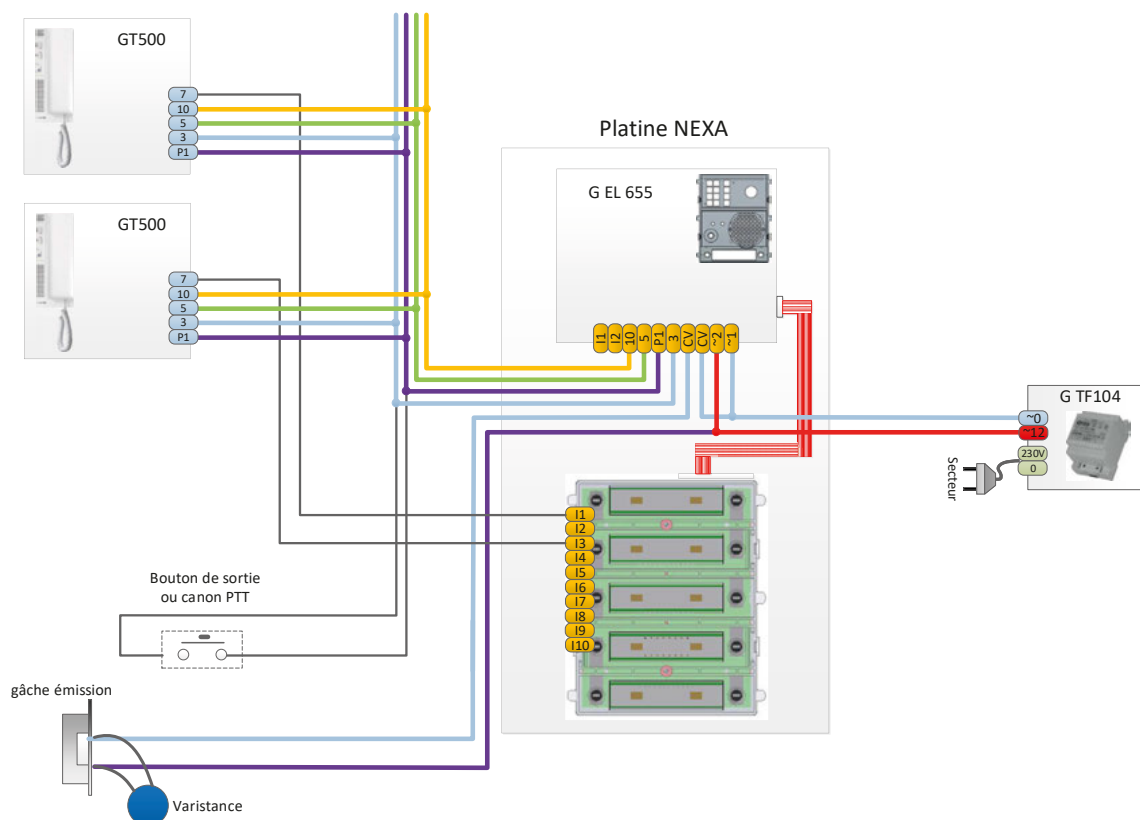 GT500
7
10
5
3
P1
GT500
7
10
5
3
P1
Platine NEXA
G EL 655
I1
I2
10
5
P1
3
CV
CV
~2
~1
G TF104
~0
~12
230V
0
Secteur
I1
I2
I3
I4
I5
I6
I7
I8
I9
I10
Bouton de sortie
ou canon PTT
gâche émission
Varistance